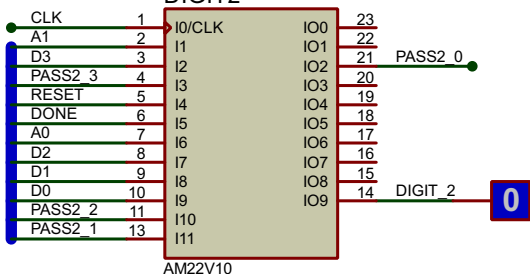 DIGIT2
CLK 1 I0/CLK IO0 23
A1 2 I1 IO1 22
D3 3 I2 IO2 21 PASS2_0
PASS2_3 4 I3 IO3 20
RESET 5 I4 IO4 19
DONE 6 I5 IO5 18
A0 7 I6 IO6 17
D2 8 I7 IO7 16
D1 9 I8 IO8 15
D0 10 I9 IO9 14 DIGIT_2 0
PASS2_2 11 I10
PASS2_1 13 I11
AM22V10